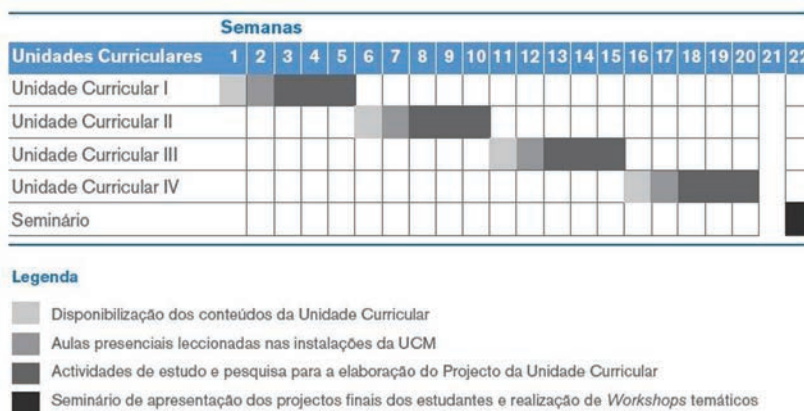 Semanas
Unidades Curriculares 1 2 3 4 5 6 7 8 9 10 11 12 13 14 15 16 17 18 19 20 21 22
Unidade Curricular I
Unidade Curricular II
Unidade Curricular III
Unidade Curricular IV
Seminário
Legenda
Disponibilização dos conteúdos da Unidade Curricular
Aulas presenciais leccionadas nas instalações da UCM
Actividades de estudo e pesquisa para a elaboração do Projecto da Unidade Curricular
Seminário de apresentação dos projectos finais dos estudantes e realização de Workshops temáticos